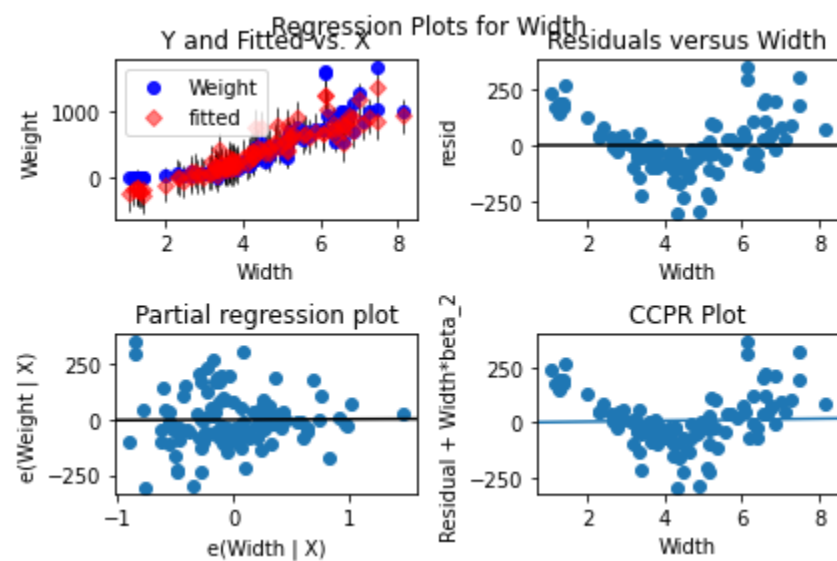 Regression Plots for Width
Y and Fitted vs. X
Weight
fitted
1000
0
Weight
2 4 6 8
Width
Residuals versus Width
250
0
−250
resid
2 4 6 8
Width
Partial regression plot
250
0
−250
e(Weight | X)
−1 0 1
e(Width | X)
CCPR Plot
250
0
−250
Residual + Width*beta_2
2 4 6 8
Width